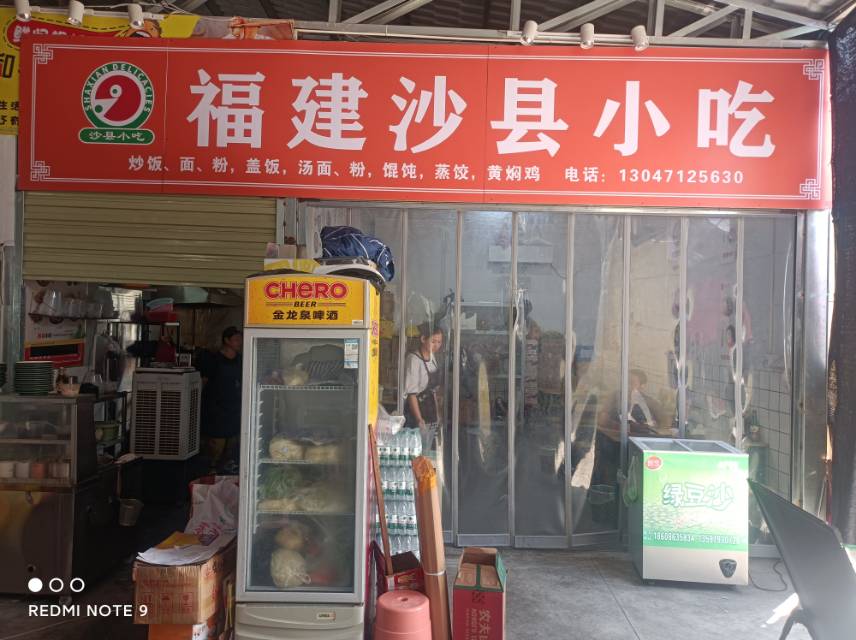 SHAXIAN DELICACIES
沙县小吃
福建沙县小吃
炒饭、面、粉，盖饭，汤面、粉，馄饨，蒸饺，黄焖鸡 电话：13047125630
CHERO
BEER
金龙泉啤酒
绿豆沙
REDMI NOTE 9